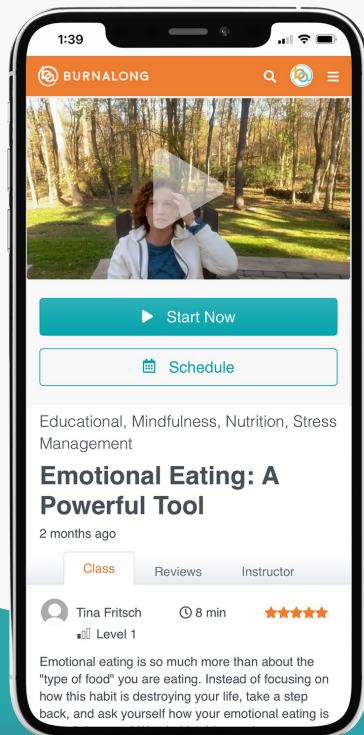 1:39
BURNALONG
Start Now
Schedule
Educational, Mindfulness, Nutrition, Stress
Management
Emotional Eating: A
Powerful Tool
2 months ago
Class Reviews Instructor
Tina Fritsch 8 min
Level 1
Emotional eating is so much more than about the
"type of food" you are eating. Instead of focusing on
how this habit is destroying your life, take a step
back, and ask yourself how your emotional eating is